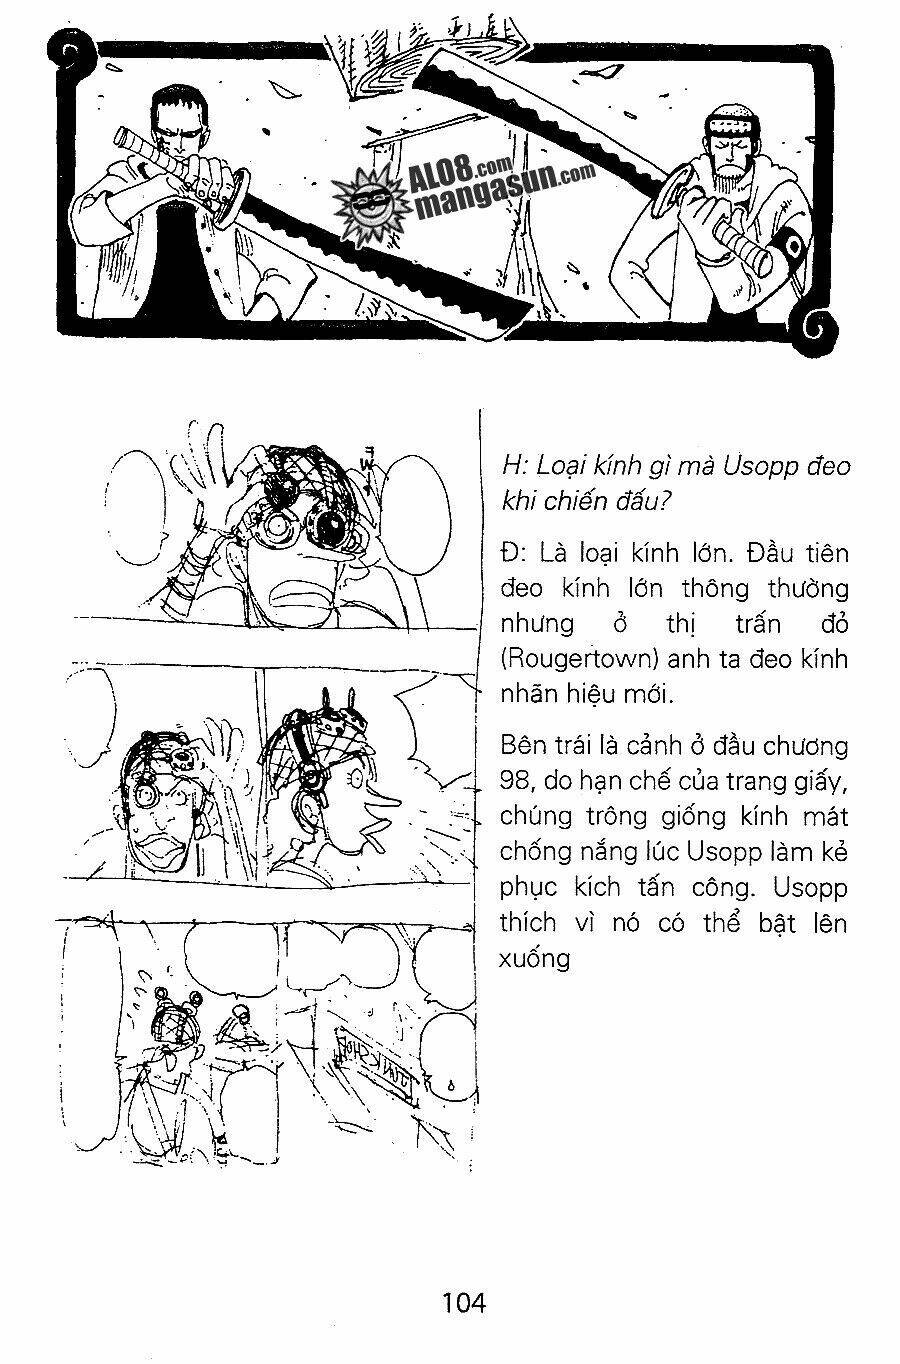 ALO8.com
mangasun.com
H: Loại kính gì mà Usopp đeo
khi chiến đấu?
Đ: Là loại kính lớn. Đầu tiên
đeo kính lớn thông thường
nhưng ở thị trấn đỏ
(Rougertown) anh ta đeo kính
nhãn hiệu mới.
Bên trái là cảnh ở đầu chương
98, do hạn chế của trang giấy,
chúng trông giống kính mát
chống nắng lúc Usopp làm kẻ
phục kích tấn công. Usopp
thích vì nó có thể bật lên
xuống
104